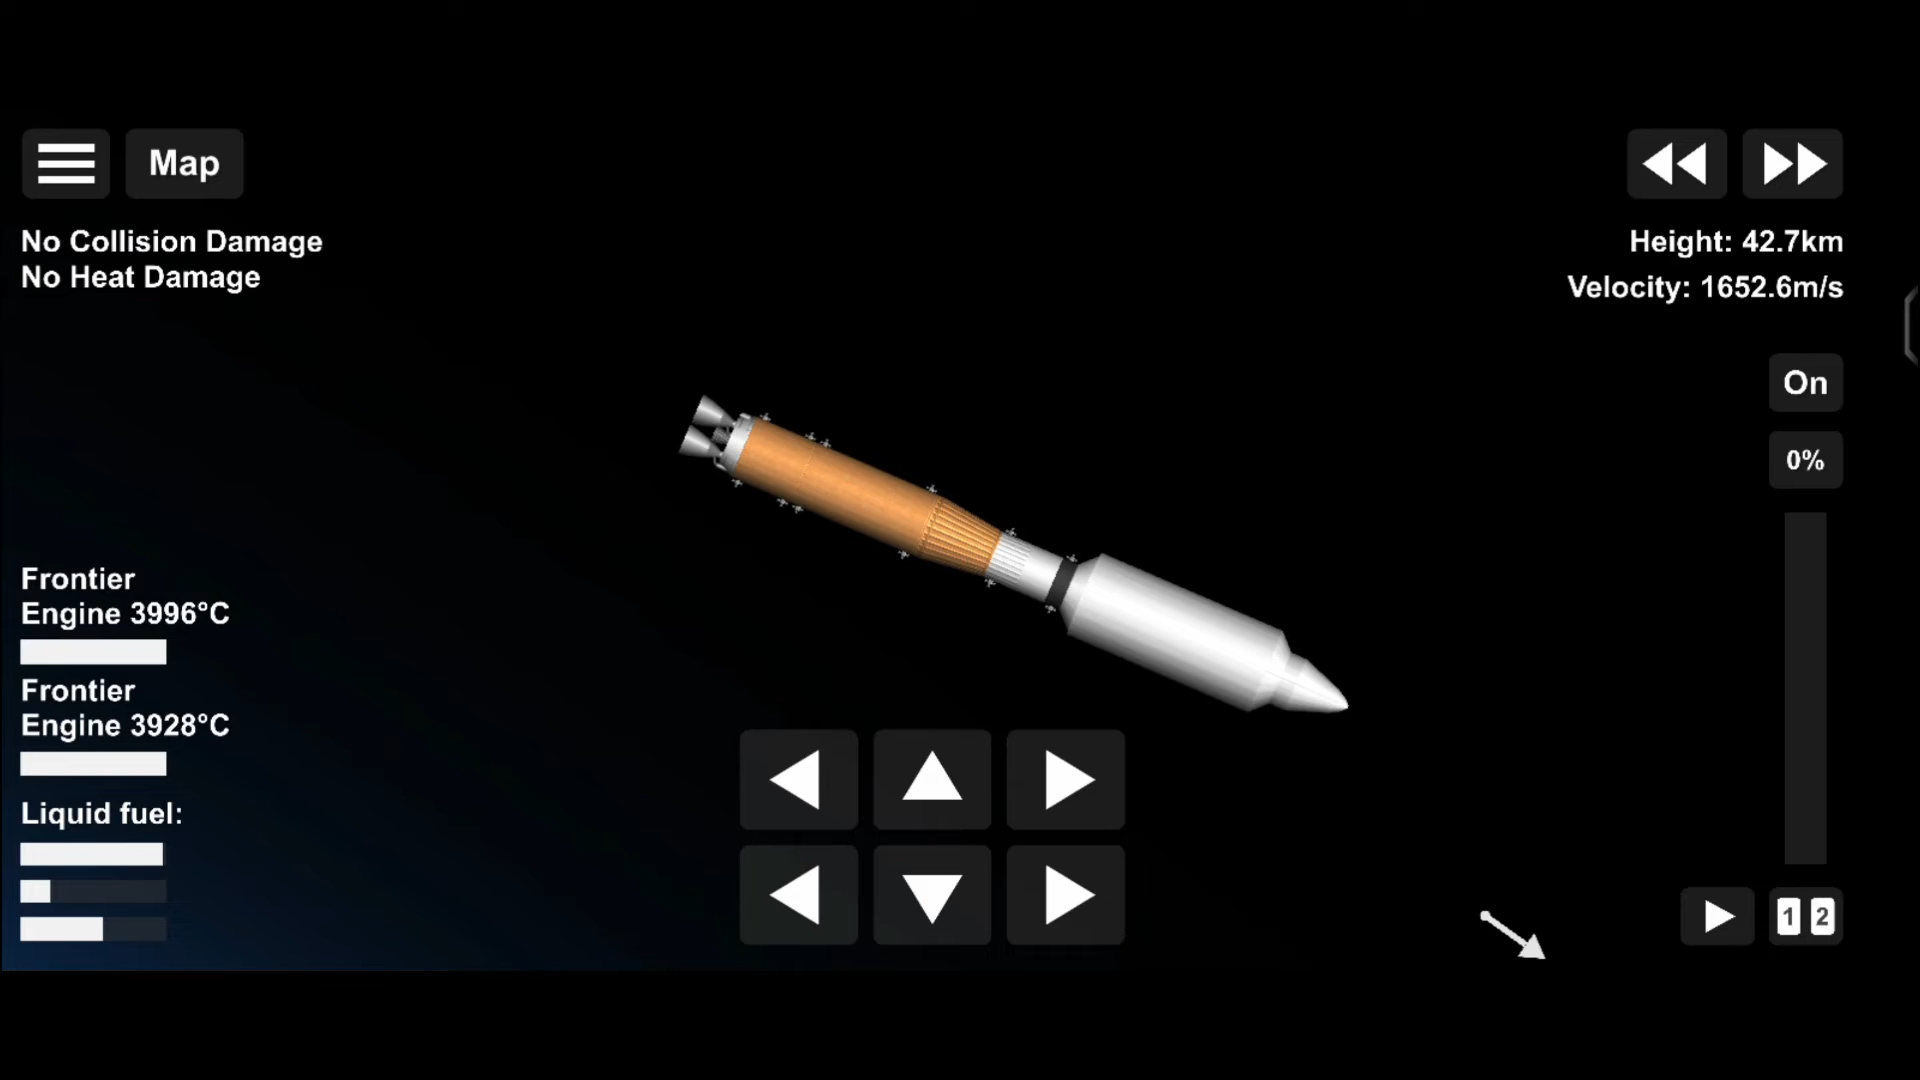 Map
No Collision Damage
No Heat Damage
Height: 42.7km
Velocity: 1652.6m/s
On
0%
Frontier
Engine 3996°C
Frontier
Engine 3928°C
Liquid fuel:
1 2